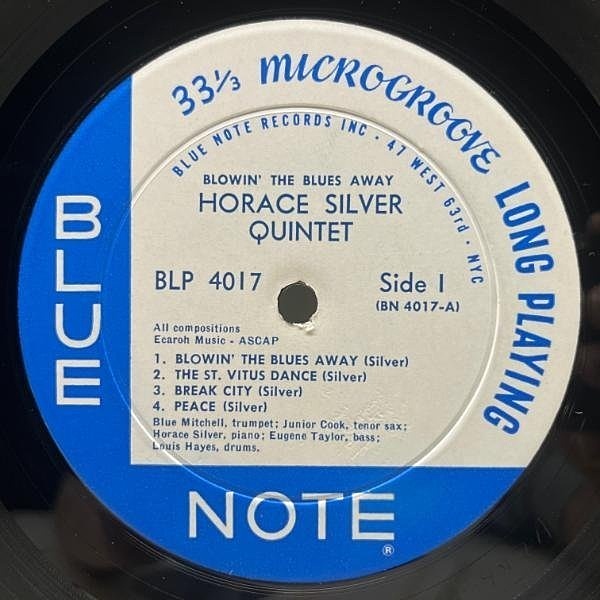 33⅓ MICROGROOVE LONG PLAYING
BLUE NOTE RECORDS INC · 47 WEST 63rd · NYC
BLOWIN' THE BLUES AWAY
HORACE SILVER
QUINTET
BLP 4017
Side 1
(BN 4017-A)
All compositions
Ecaroh Music - ASCAP
1. BLOWIN' THE BLUES AWAY (Silver)
2. THE ST. VITUS DANCE (Silver)
3. BREAK CITY (Silver)
4. PEACE (Silver)
Blue Mitchell, trumpet; Junior Cook, tenor sax;
Horace Silver, piano; Eugene Taylor, bass;
Louis Hayes, drums.
BLUE
NOTE ®